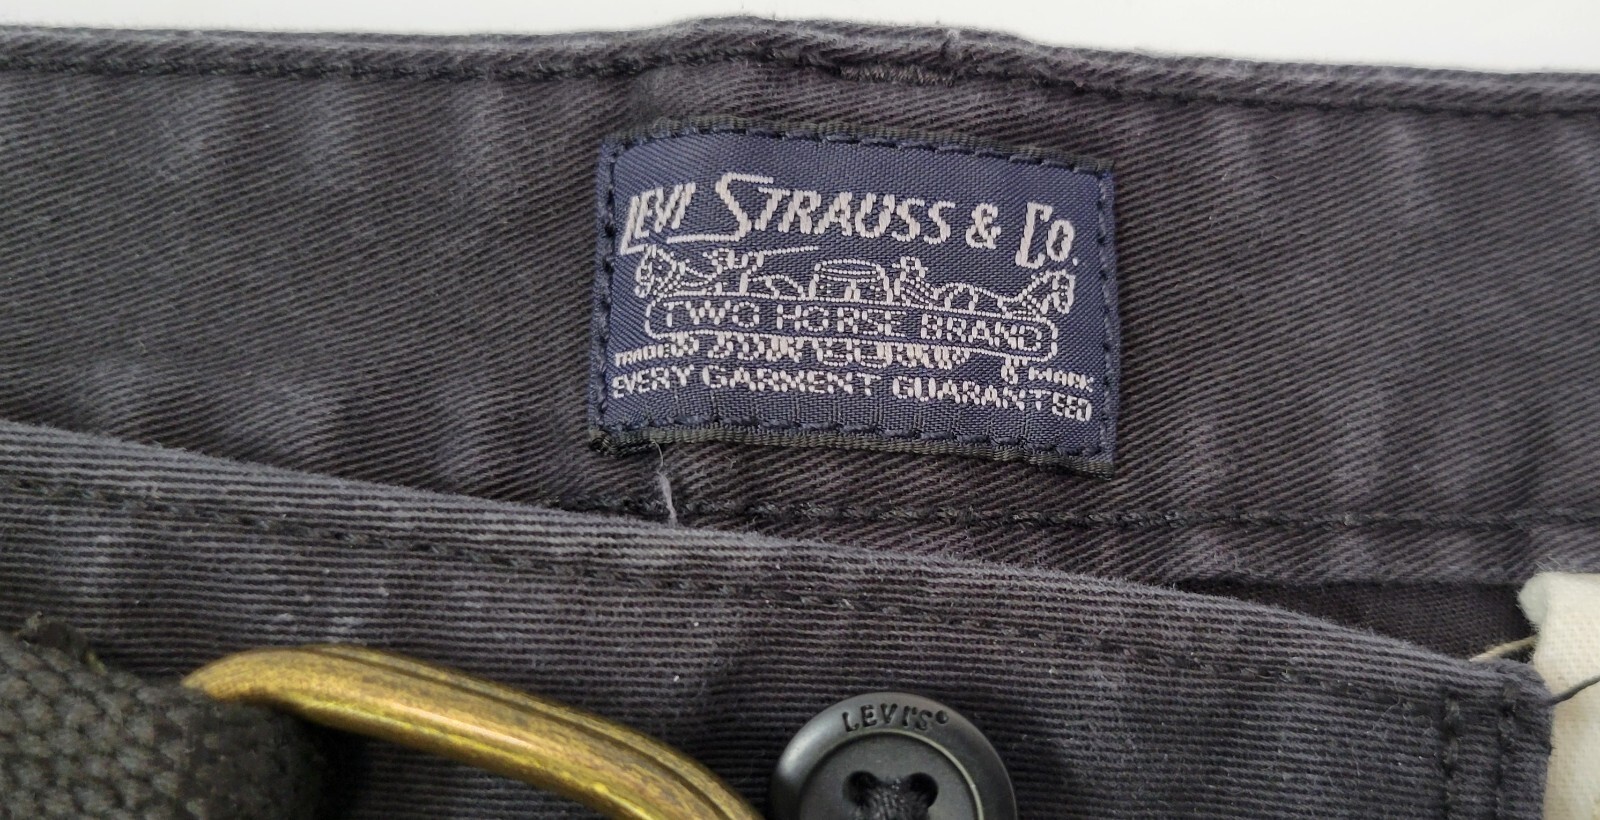 LEVI STRAUSS & CO.
TWO HORSE BRAND
TRADE MARK
EVERY GARMENT GUARANTEED
LEVI'S®